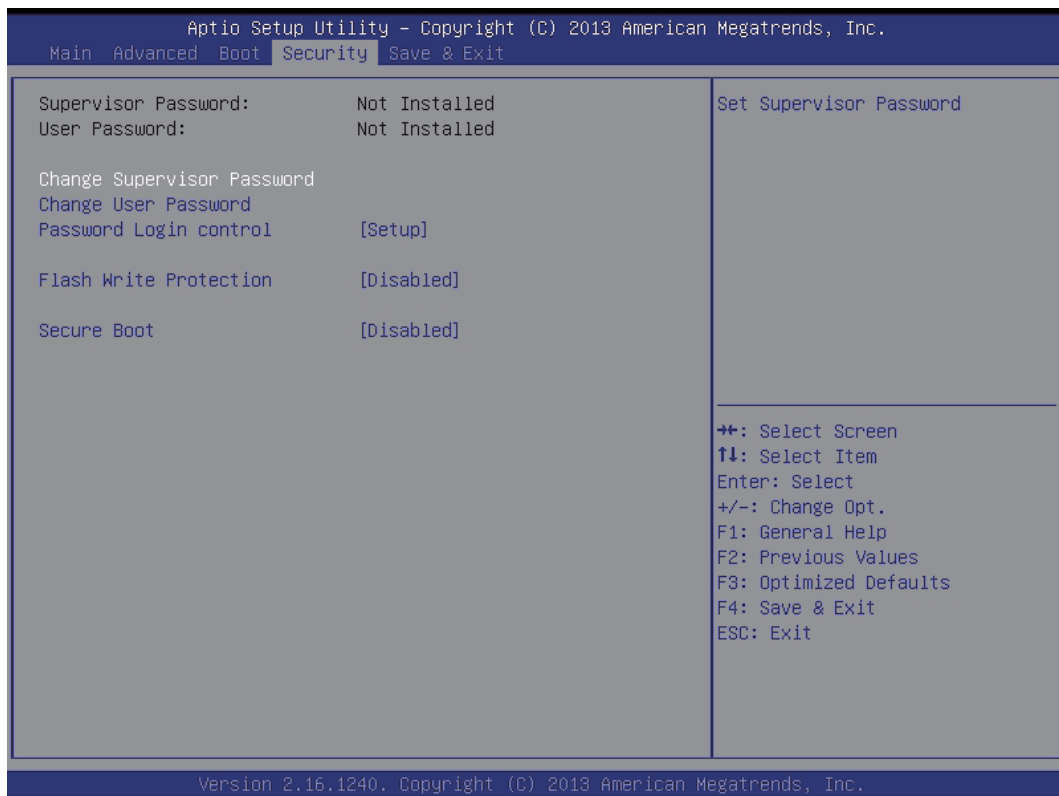 Aptio Setup Utility – Copyright (C) 2013 American Megatrends, Inc.
Main Advanced Boot Security Save & Exit
Supervisor Password: Not Installed
User Password: Not Installed
Change Supervisor Password
Change User Password
Password Login control [Setup]
Flash Write Protection [Disabled]
Secure Boot [Disabled]
Set Supervisor Password
→←: Select Screen
↑↓: Select Item
Enter: Select
+/-: Change Opt.
F1: General Help
F2: Previous Values
F3: Optimized Defaults
F4: Save & Exit
ESC: Exit
Version 2.16.1240. Copyright (C) 2013 American Megatrends, Inc.